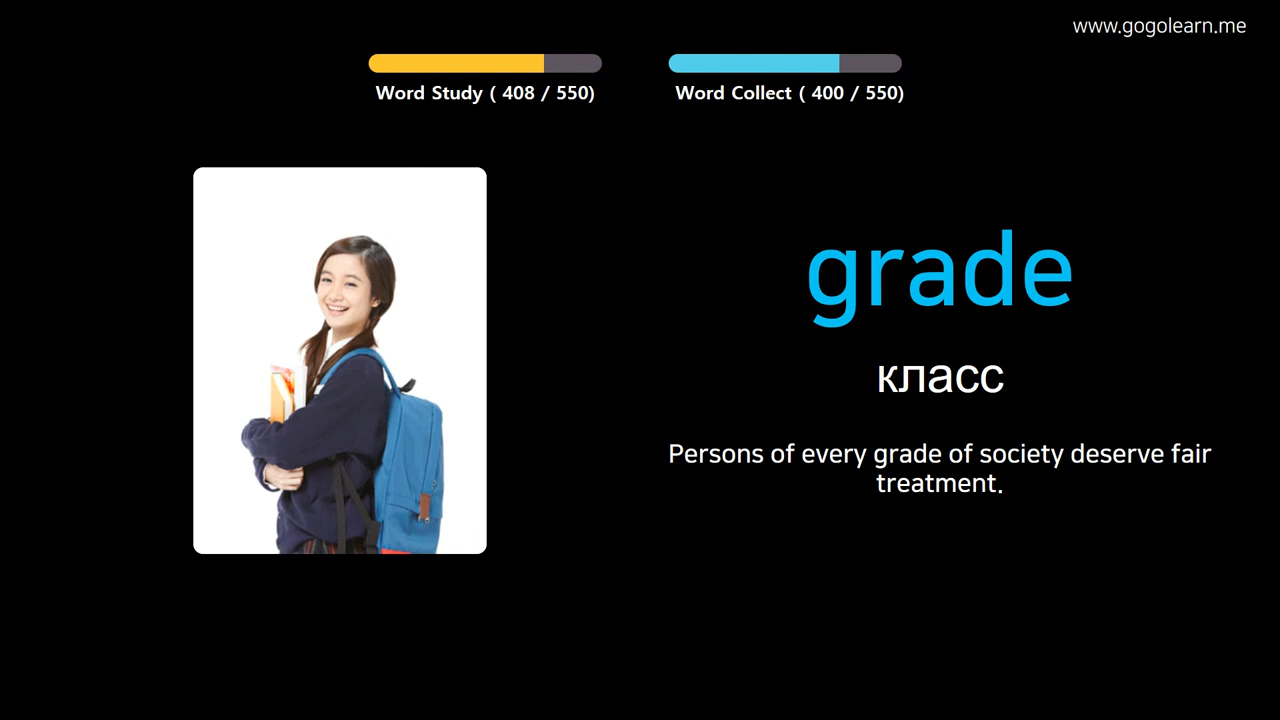 www.gogolearn.me
Word Study ( 408 / 550)
Word Collect ( 400 / 550)
grade
класс
Persons of every grade of society deserve fair
treatment.